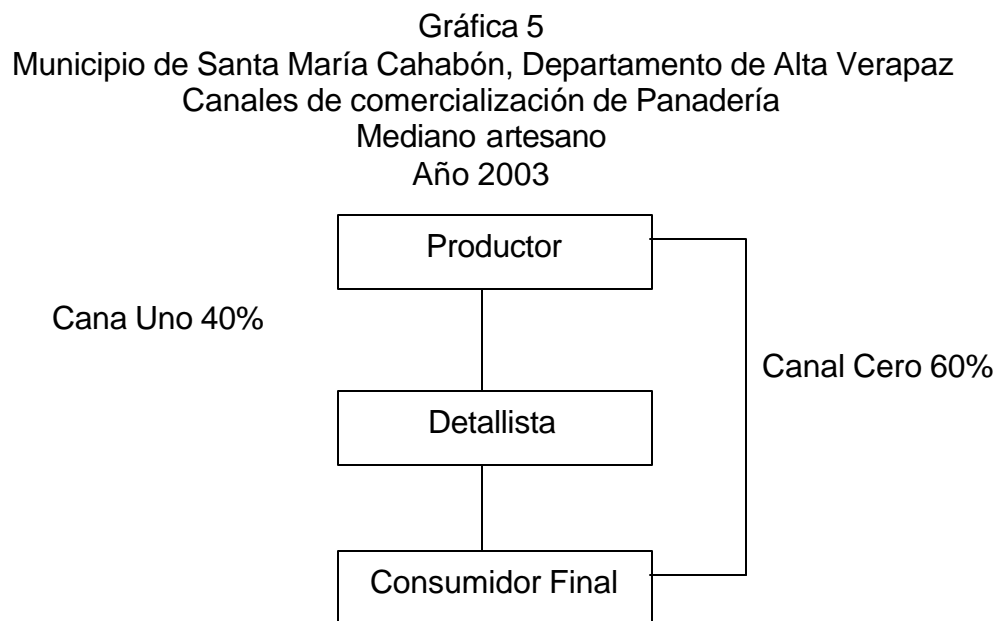 Gráfica 5
Municipio de Santa María Cahabón, Departamento de Alta Verapaz
Canales de comercialización de Panadería
Mediano artesano
Año 2003
Productor
Cana Uno 40%
Canal Cero 60%
Detallista
Consumidor Final